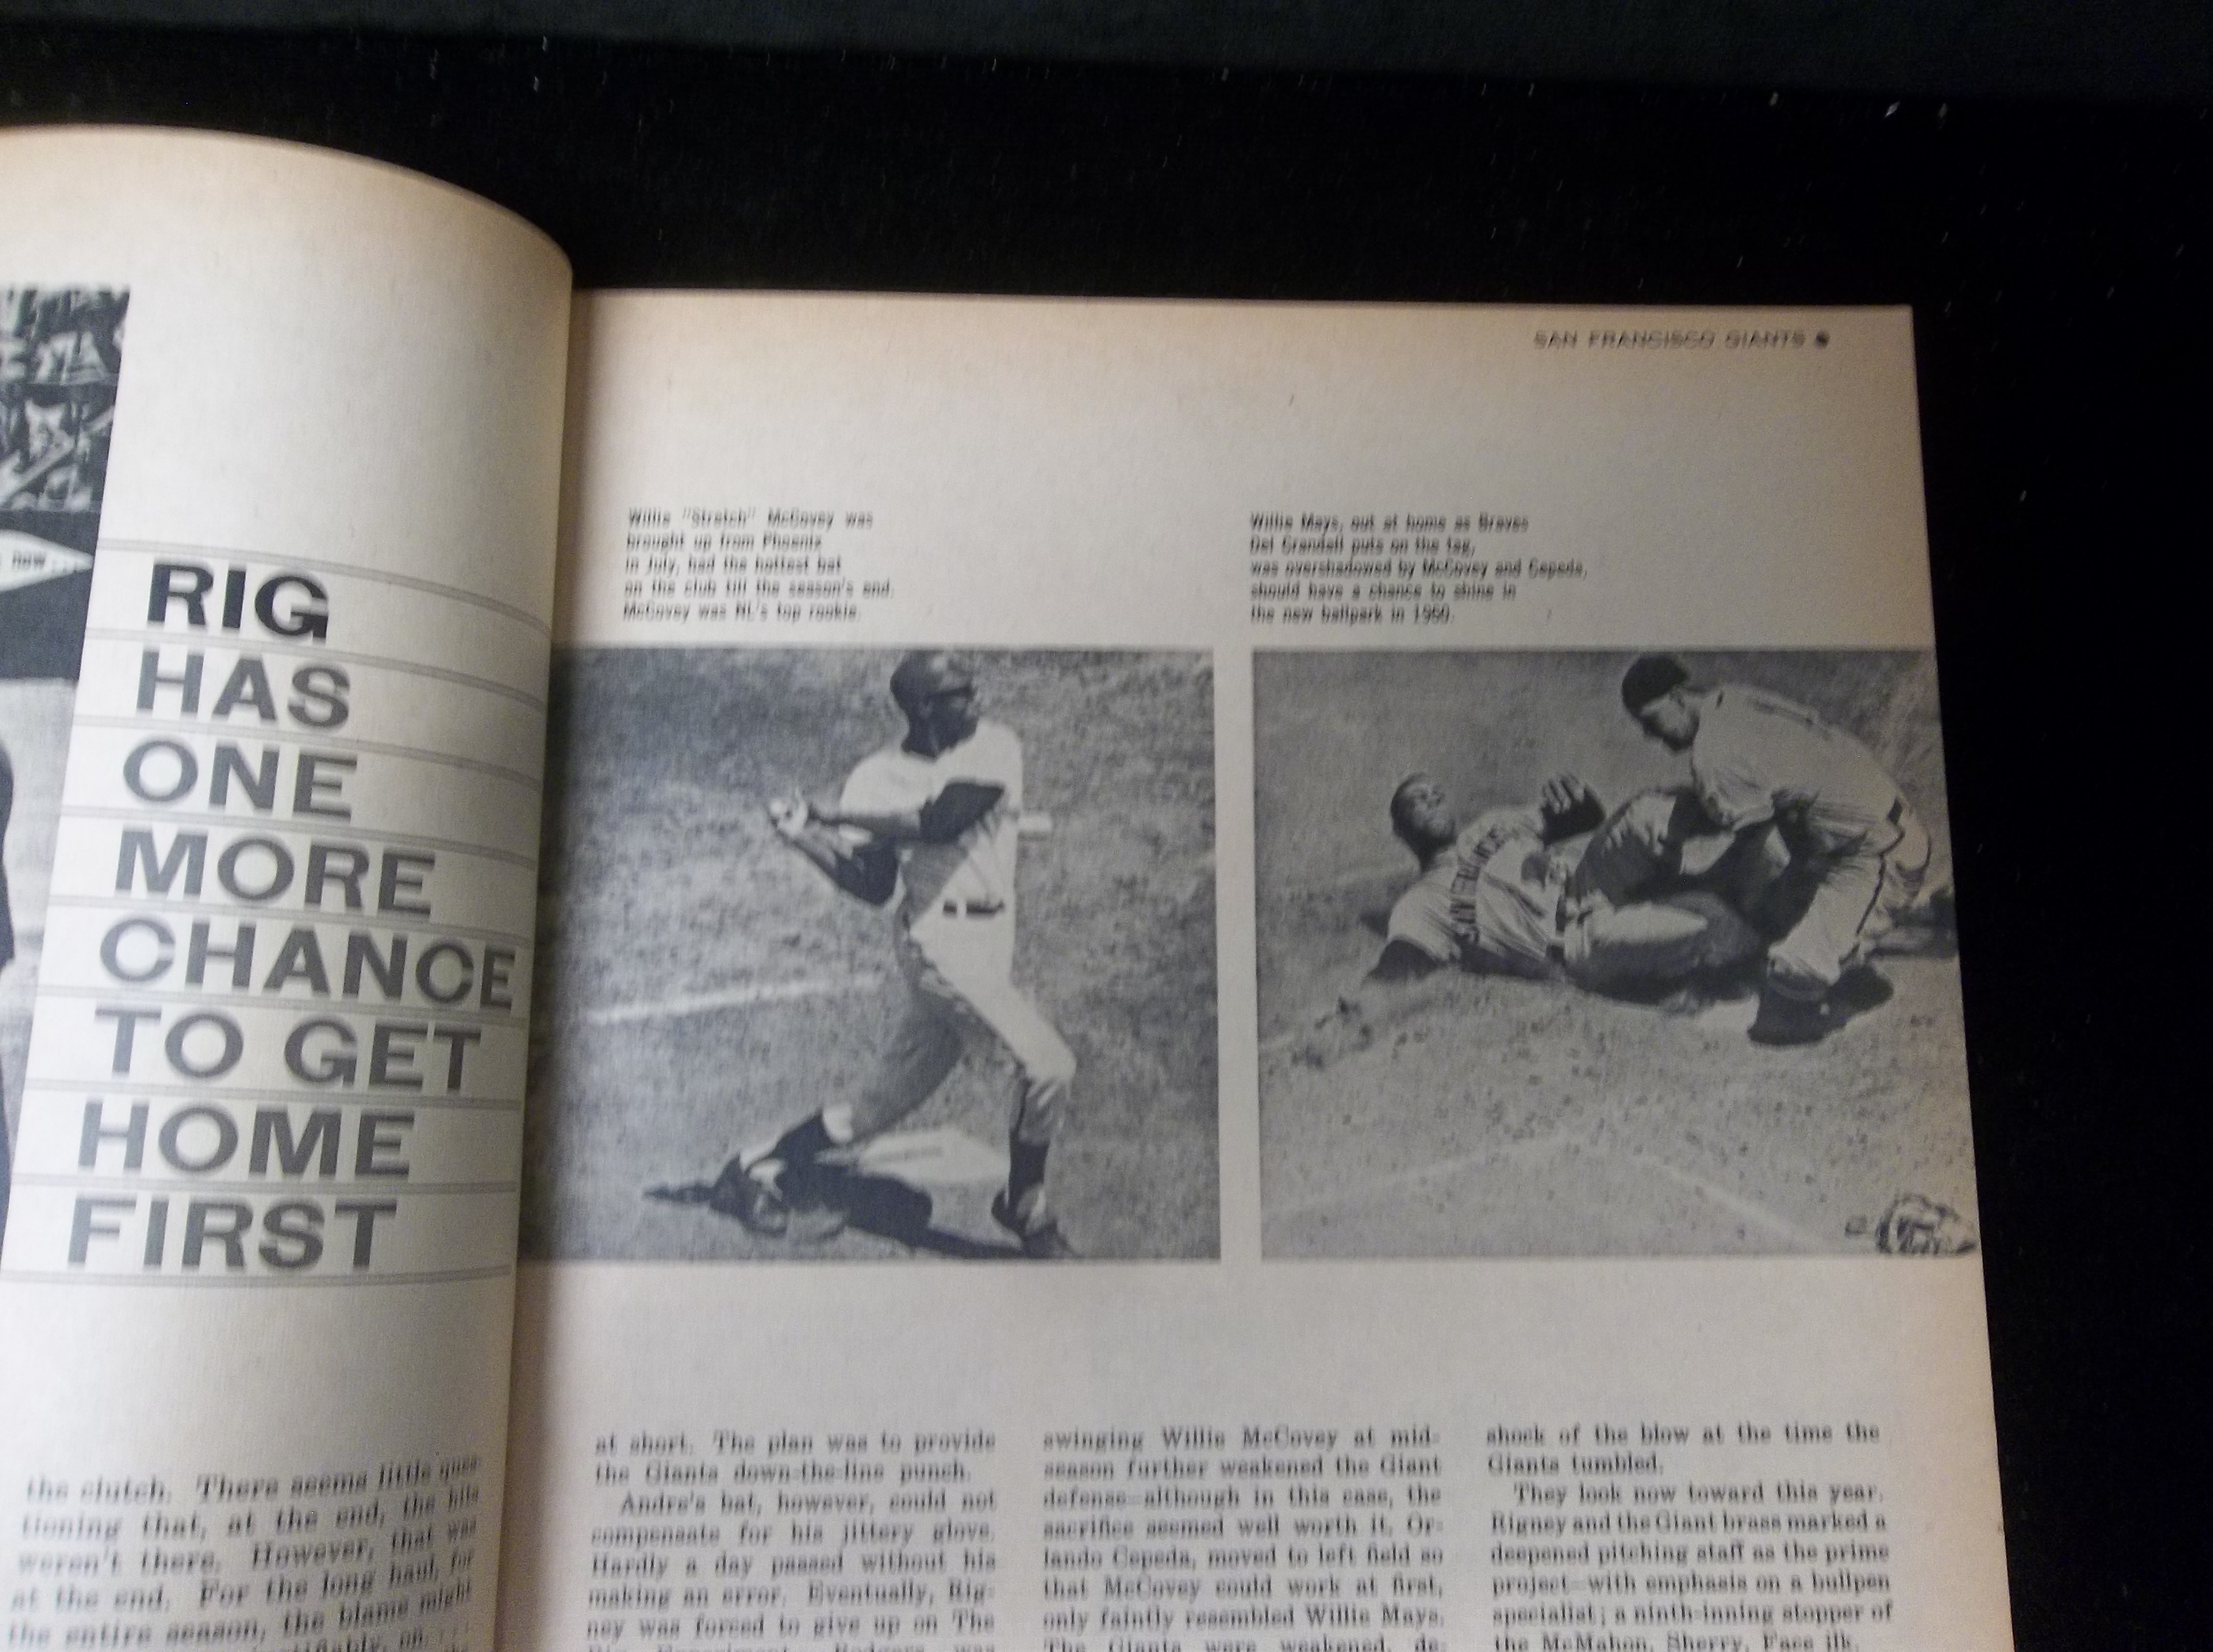 now...
RIG
HAS
ONE
MORE
CHANCE
TO GET
HOME
FIRST
the clutch. There seems little ques-
tioning that, at the end, the hits
weren't there. However, that was
at the end. For the long haul, for
the entire season, the blame might
SAN FRANCISCO GIANTS
Willie "Stretch" McCovey was
brought up from Phoenix
in July, had the hottest bat
on the club till the season's end.
McCovey was NL's top rookie.
Willie Mays, out at home as Braves
Del Crandall puts on the tag,
was overshadowed by McCovey and Cepeda,
should have a chance to shine in
the new ballpark in 1960.
at short. The plan was to provide
the Giants down-the-line punch.
Andre's bat, however, could not
compensate for his jittery glove.
Hardly a day passed without his
making an error. Eventually, Rig-
ney was forced to give up on The
Big Experiment. Rodgers was
swinging Willie McCovey at mid-
season further weakened the Giant
defense—although in this case, the
sacrifice seemed well worth it. Or-
lando Cepeda, moved to left field so
that McCovey could work at first,
only faintly resembled Willie Mays.
The Giants were weakened, de-
shock of the blow at the time the
Giants tumbled.
They look now toward this year.
Rigney and the Giant brass marked a
deepened pitching staff as the prime
project—with emphasis on a bullpen
specialist; a ninth-inning stopper of
the McMahon, Sherry, Face ilk.